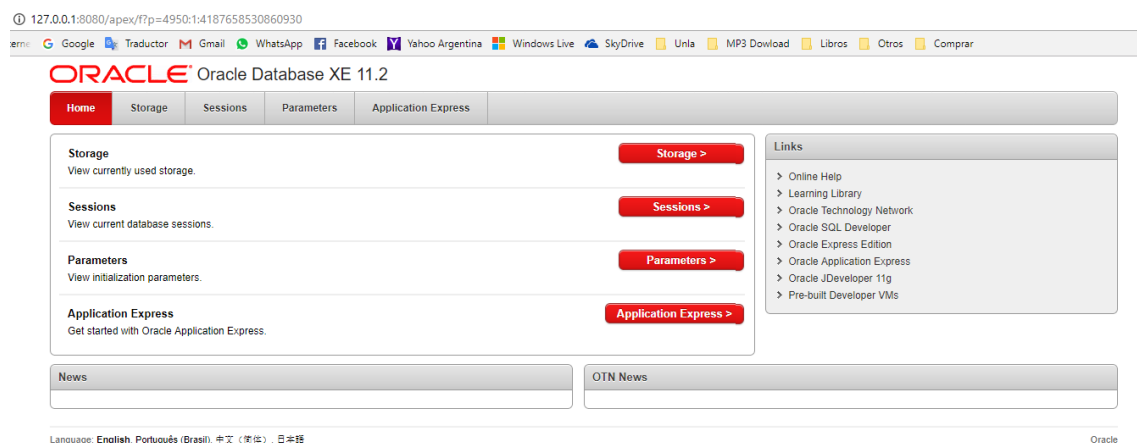 127.0.0.1:8080/apex/f?p=4950:1:4187658530860930
Google Traductor Gmail WhatsApp Facebook Yahoo Argentina Windows Live SkyDrive Unla MP3 Dowload Libros Otros Comprar
ORACLE Oracle Database XE 11.2
Home Storage Sessions Parameters Application Express
Storage
View currently used storage.
Storage >
Sessions
View current database sessions.
Sessions >
Parameters
View initialization parameters.
Parameters >
Application Express
Get started with Oracle Application Express.
Application Express >
Links
> Online Help
> Learning Library
> Oracle Technology Network
> Oracle SQL Developer
> Oracle Express Edition
> Oracle Application Express
> Oracle JDeveloper 11g
> Pre-built Developer VMs
News
OTN News
Language: English, Português (Brasil), 中文 (简体) , 日本語
Oracle